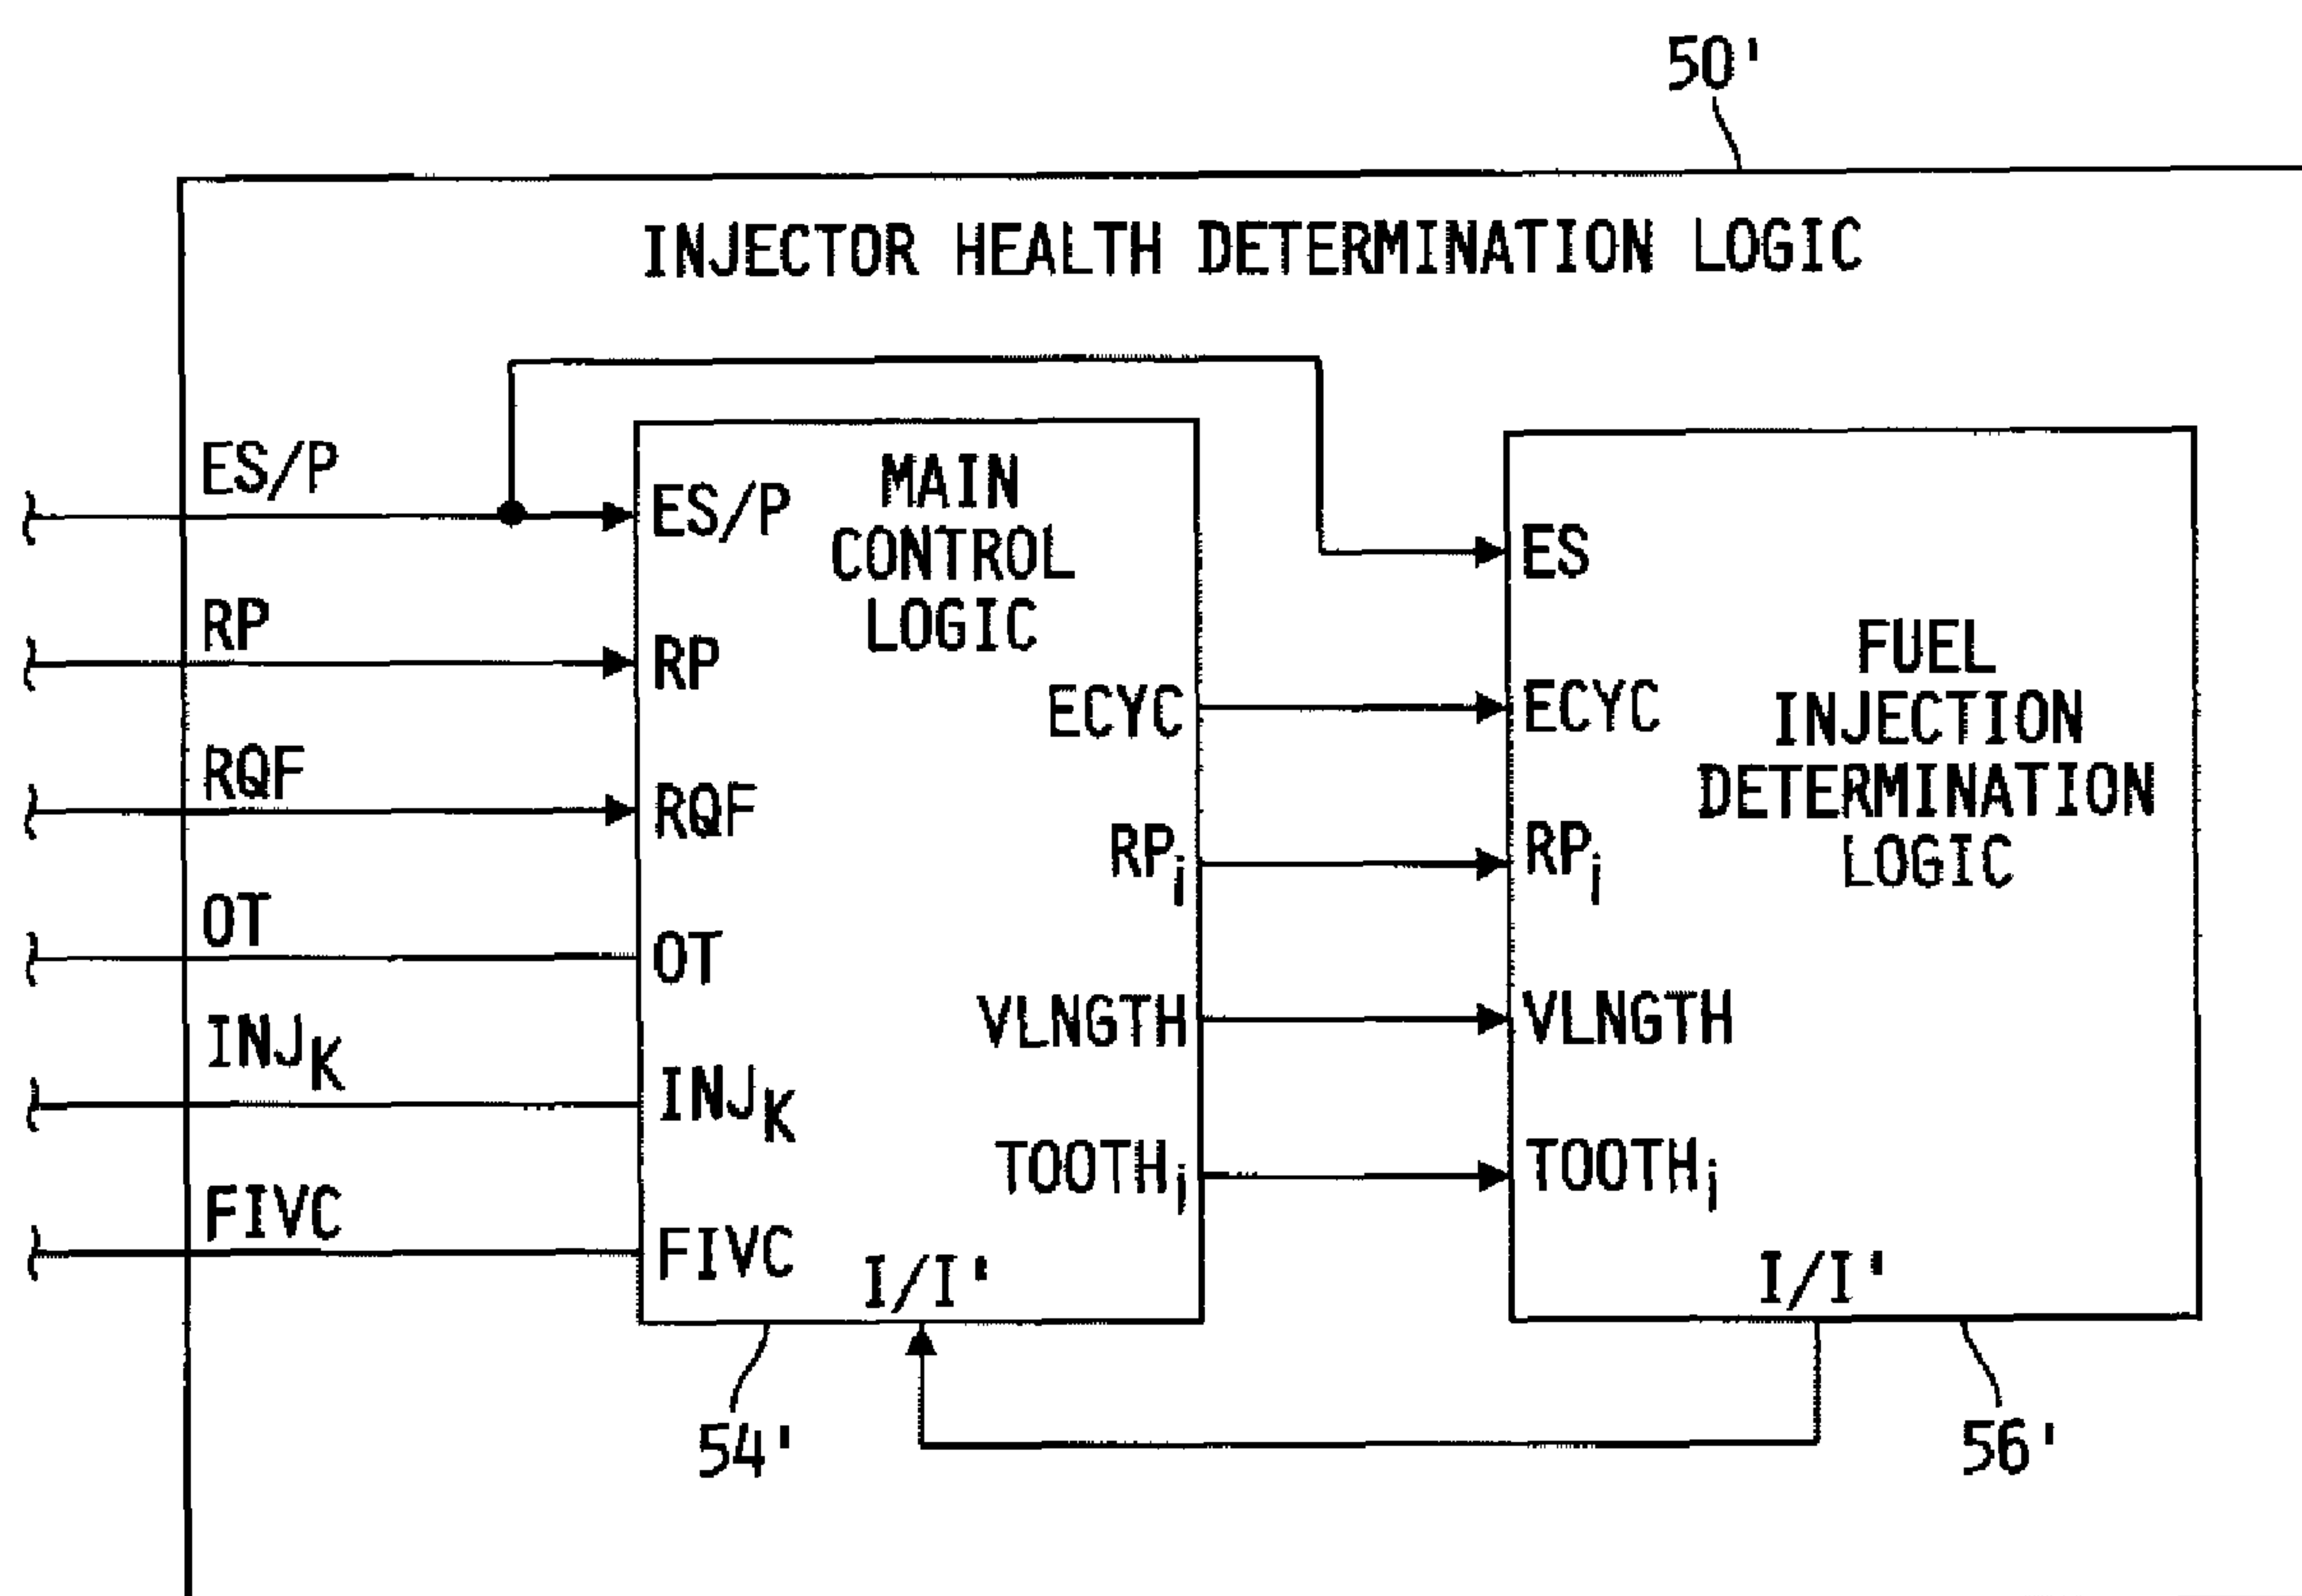 50'
INJECTOR HEALTH DETERMINATION LOGIC
ES/P
RP
RQF
OT
INJK
FIVC
MAIN
CONTROL
LOGIC
ES/P
RP
RQF
OT
INJK
FIVC
ECYC
RPi
VLNGTH
TOOTHi
I/I'
54'
ES
ECYC
RPi
VLNGTH
TOOTHi
FUEL
INJECTION
DETERMINATION
LOGIC
I/I'
56'